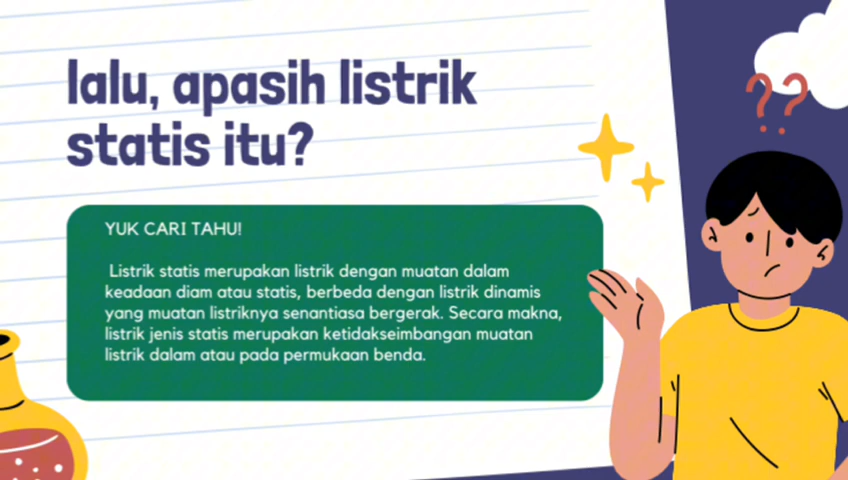 lalu, apasih listrik
statis itu?
YUK CARI TAHU!
Listrik statis merupakan listrik dengan muatan dalam
keadaan diam atau statis, berbeda dengan listrik dinamis
yang muatan listriknya senantiasa bergerak. Secara makna,
listrik jenis statis merupakan ketidakseimbangan muatan
listrik dalam atau pada permukaan benda.
??